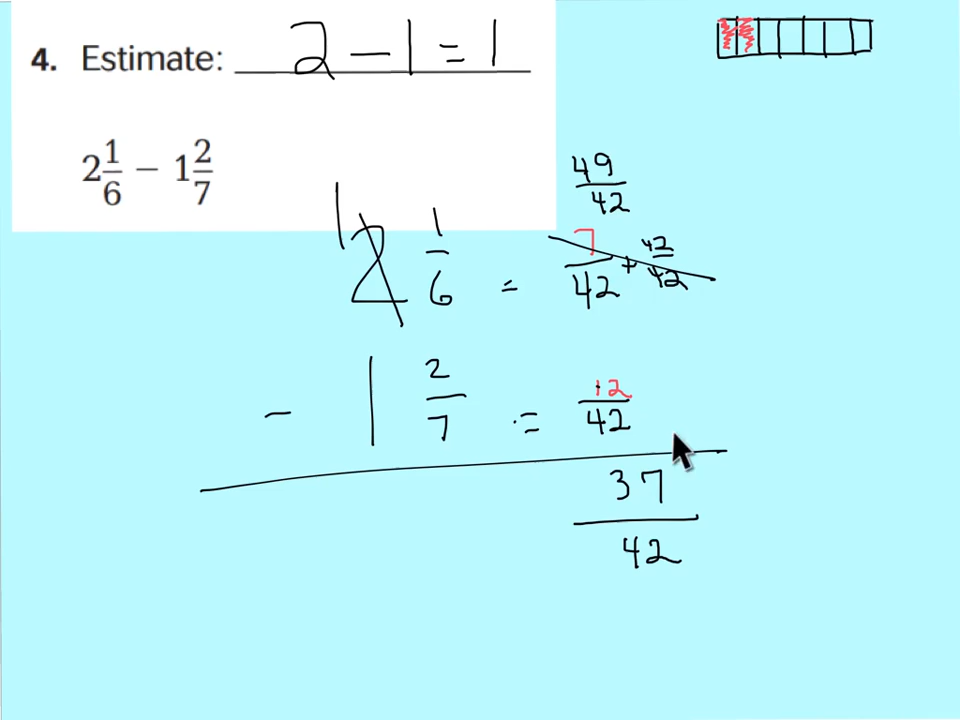 4. Estimate: 2 - 1 = 1
2 1/6 − 1 2/7
49/42
1 2 1/6 = 7/42 + 42/42
- 1 2/7 = 12/42
37/42